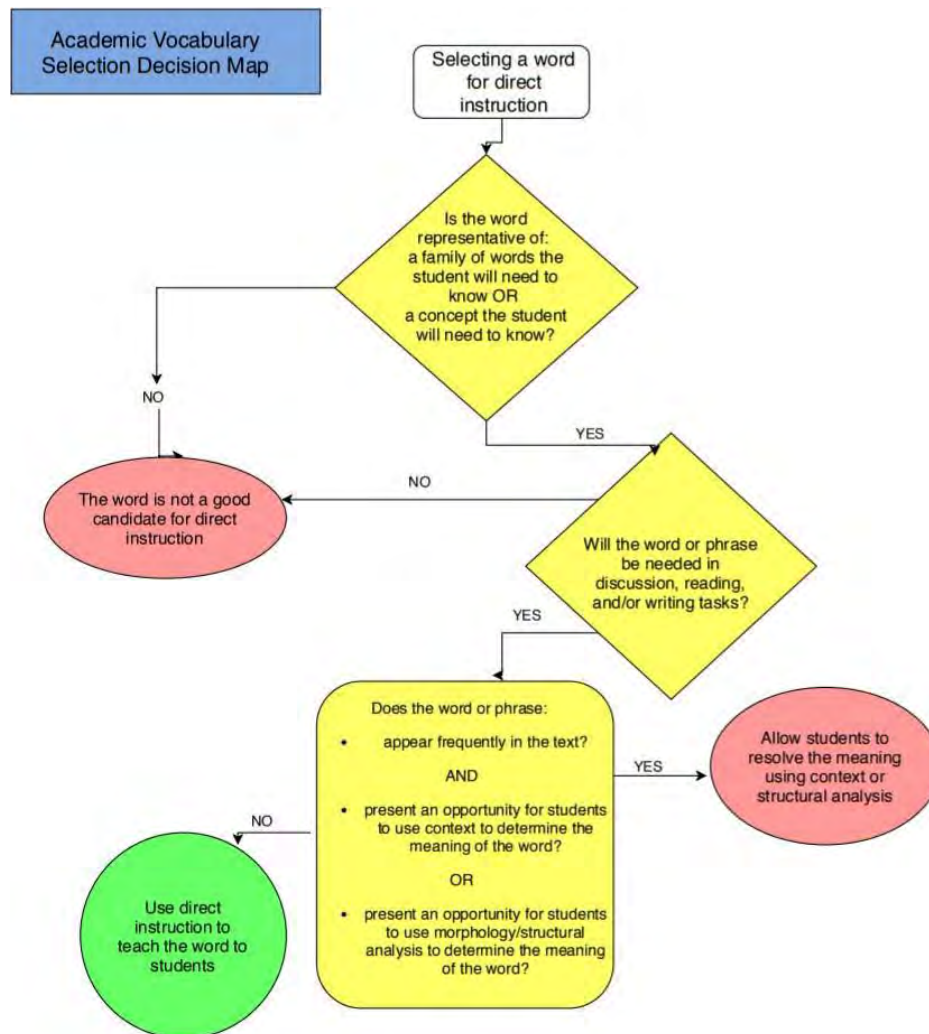 Academic Vocabulary
Selection Decision Map
Selecting a word
for direct
instruction
Is the word
representative of:
a family of words the
student will need to
know OR
a concept the student
will need to know?
NO
YES
NO
The word is not a good
candidate for direct
instruction
Will the word or phrase
be needed in
discussion, reading,
and/or writing tasks?
YES
Does the word or phrase:
• appear frequently in the text?
AND
• present an opportunity for students
to use context to determine the
meaning of the word?
OR
• present an opportunity for students
to use morphology/structural
analysis to determine the meaning
of the word?
YES
Allow students to
resolve the meaning
using context or
structural analysis
NO
Use direct
instruction to
teach the word to
students